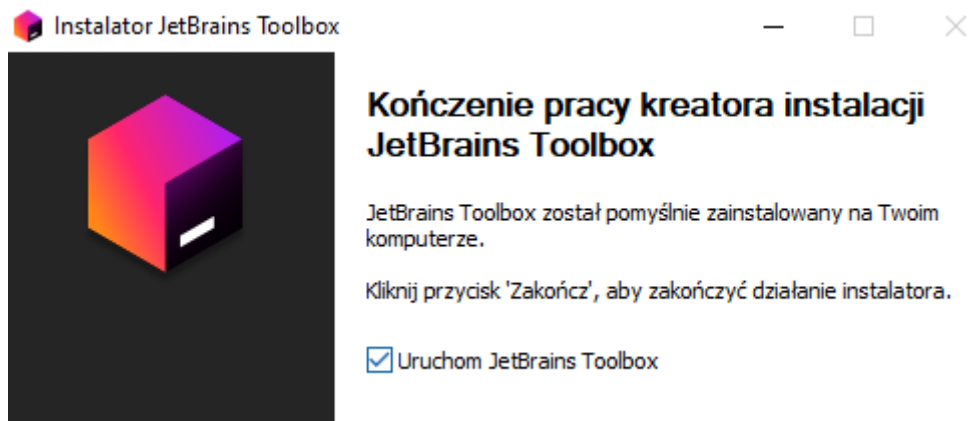 Instalator JetBrains Toolbox
Kończenie pracy kreatora instalacji
JetBrains Toolbox
JetBrains Toolbox został pomyślnie zainstalowany na Twoim
komputerze.
Kliknij przycisk 'Zakończ', aby zakończyć działanie instalatora.
Uruchom JetBrains Toolbox